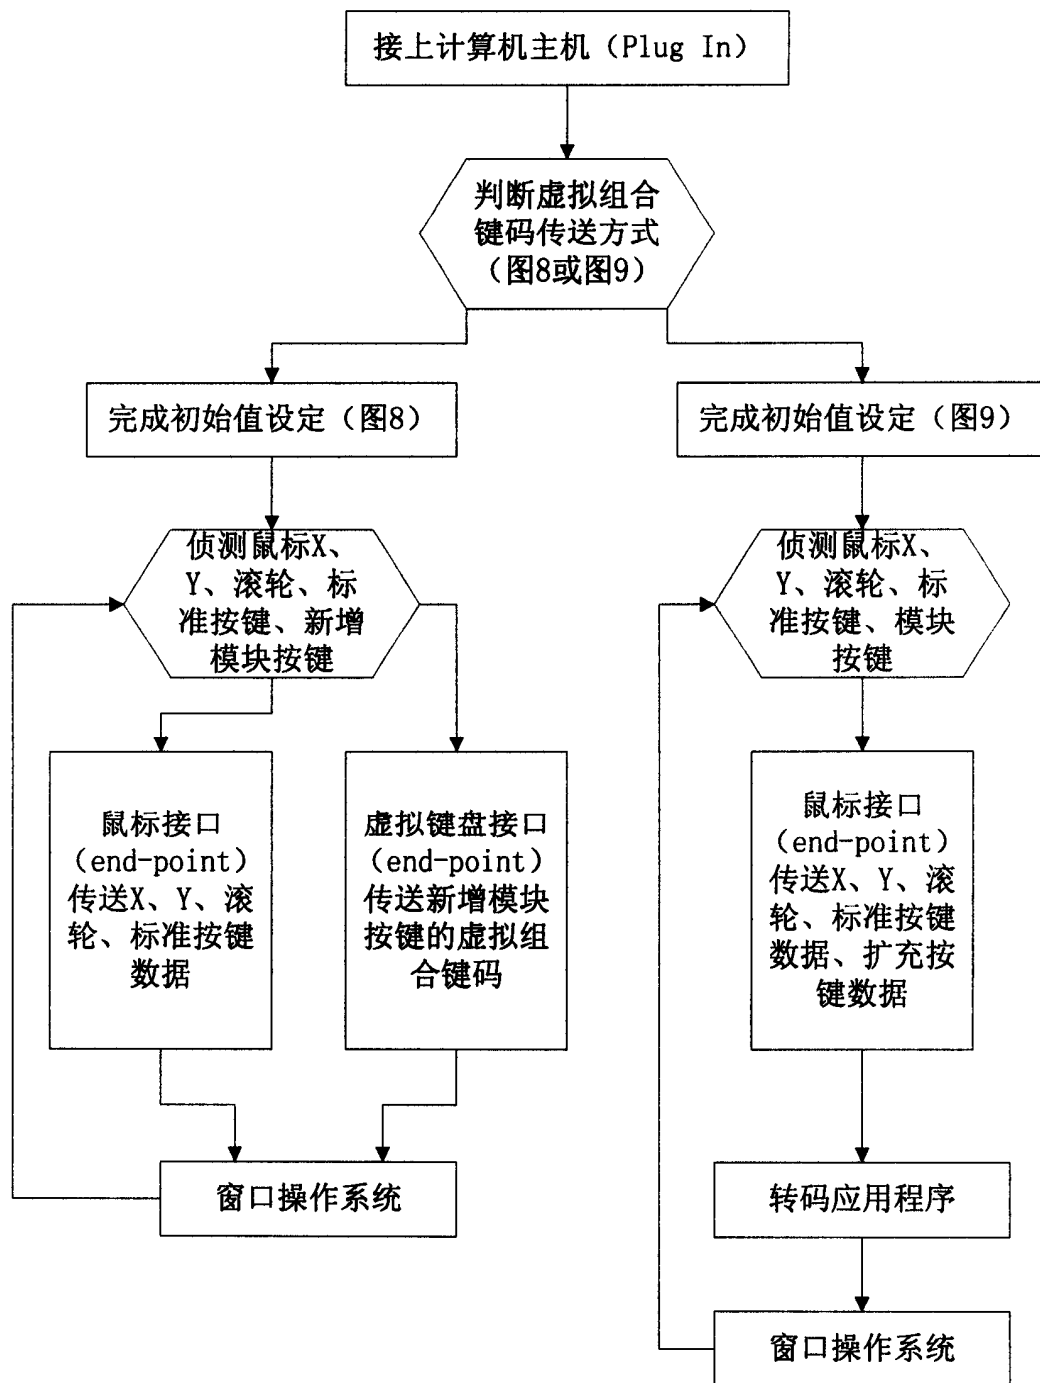 接上计算机主机（Plug In）
判断虚拟组合
键码传送方式
（图8或图9）
完成初始值设定（图8）
完成初始值设定（图9）
侦测鼠标X、
Y、滚轮、标
准按键、新增
模块按键
侦测鼠标X、
Y、滚轮、标
准按键、模块
按键
鼠标接口
（end-point）
传送X、Y、滚
轮、标准按键
数据
虚拟键盘接口
（end-point）
传送新增模块
按键的虚拟组
合键码
鼠标接口
（end-point）
传送X、Y、滚
轮、标准按键
数据、扩充按
键数据
窗口操作系统
转码应用程序
窗口操作系统